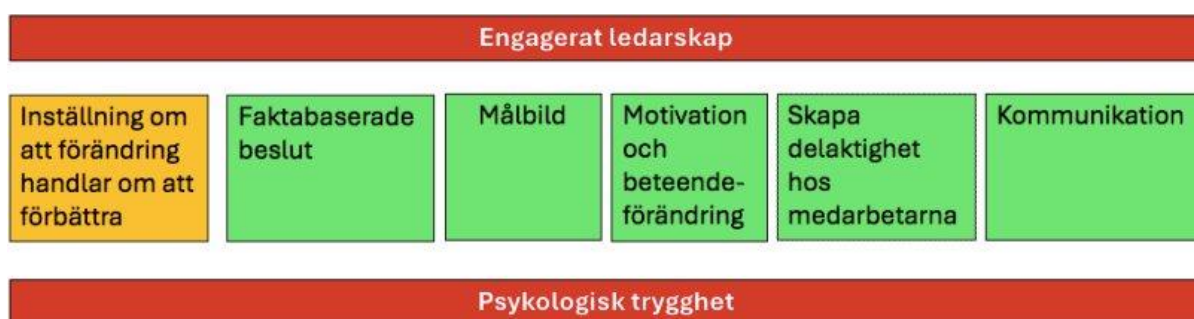 Engagerat ledarskap
Inställning om
att förändring
handlar om att
förbättra
Faktabaserade
beslut
Målbild
Motivation
och
beteende-
förändring
Skapa
delaktighet
hos
medarbetarna
Kommunikation
Psykologisk trygghet